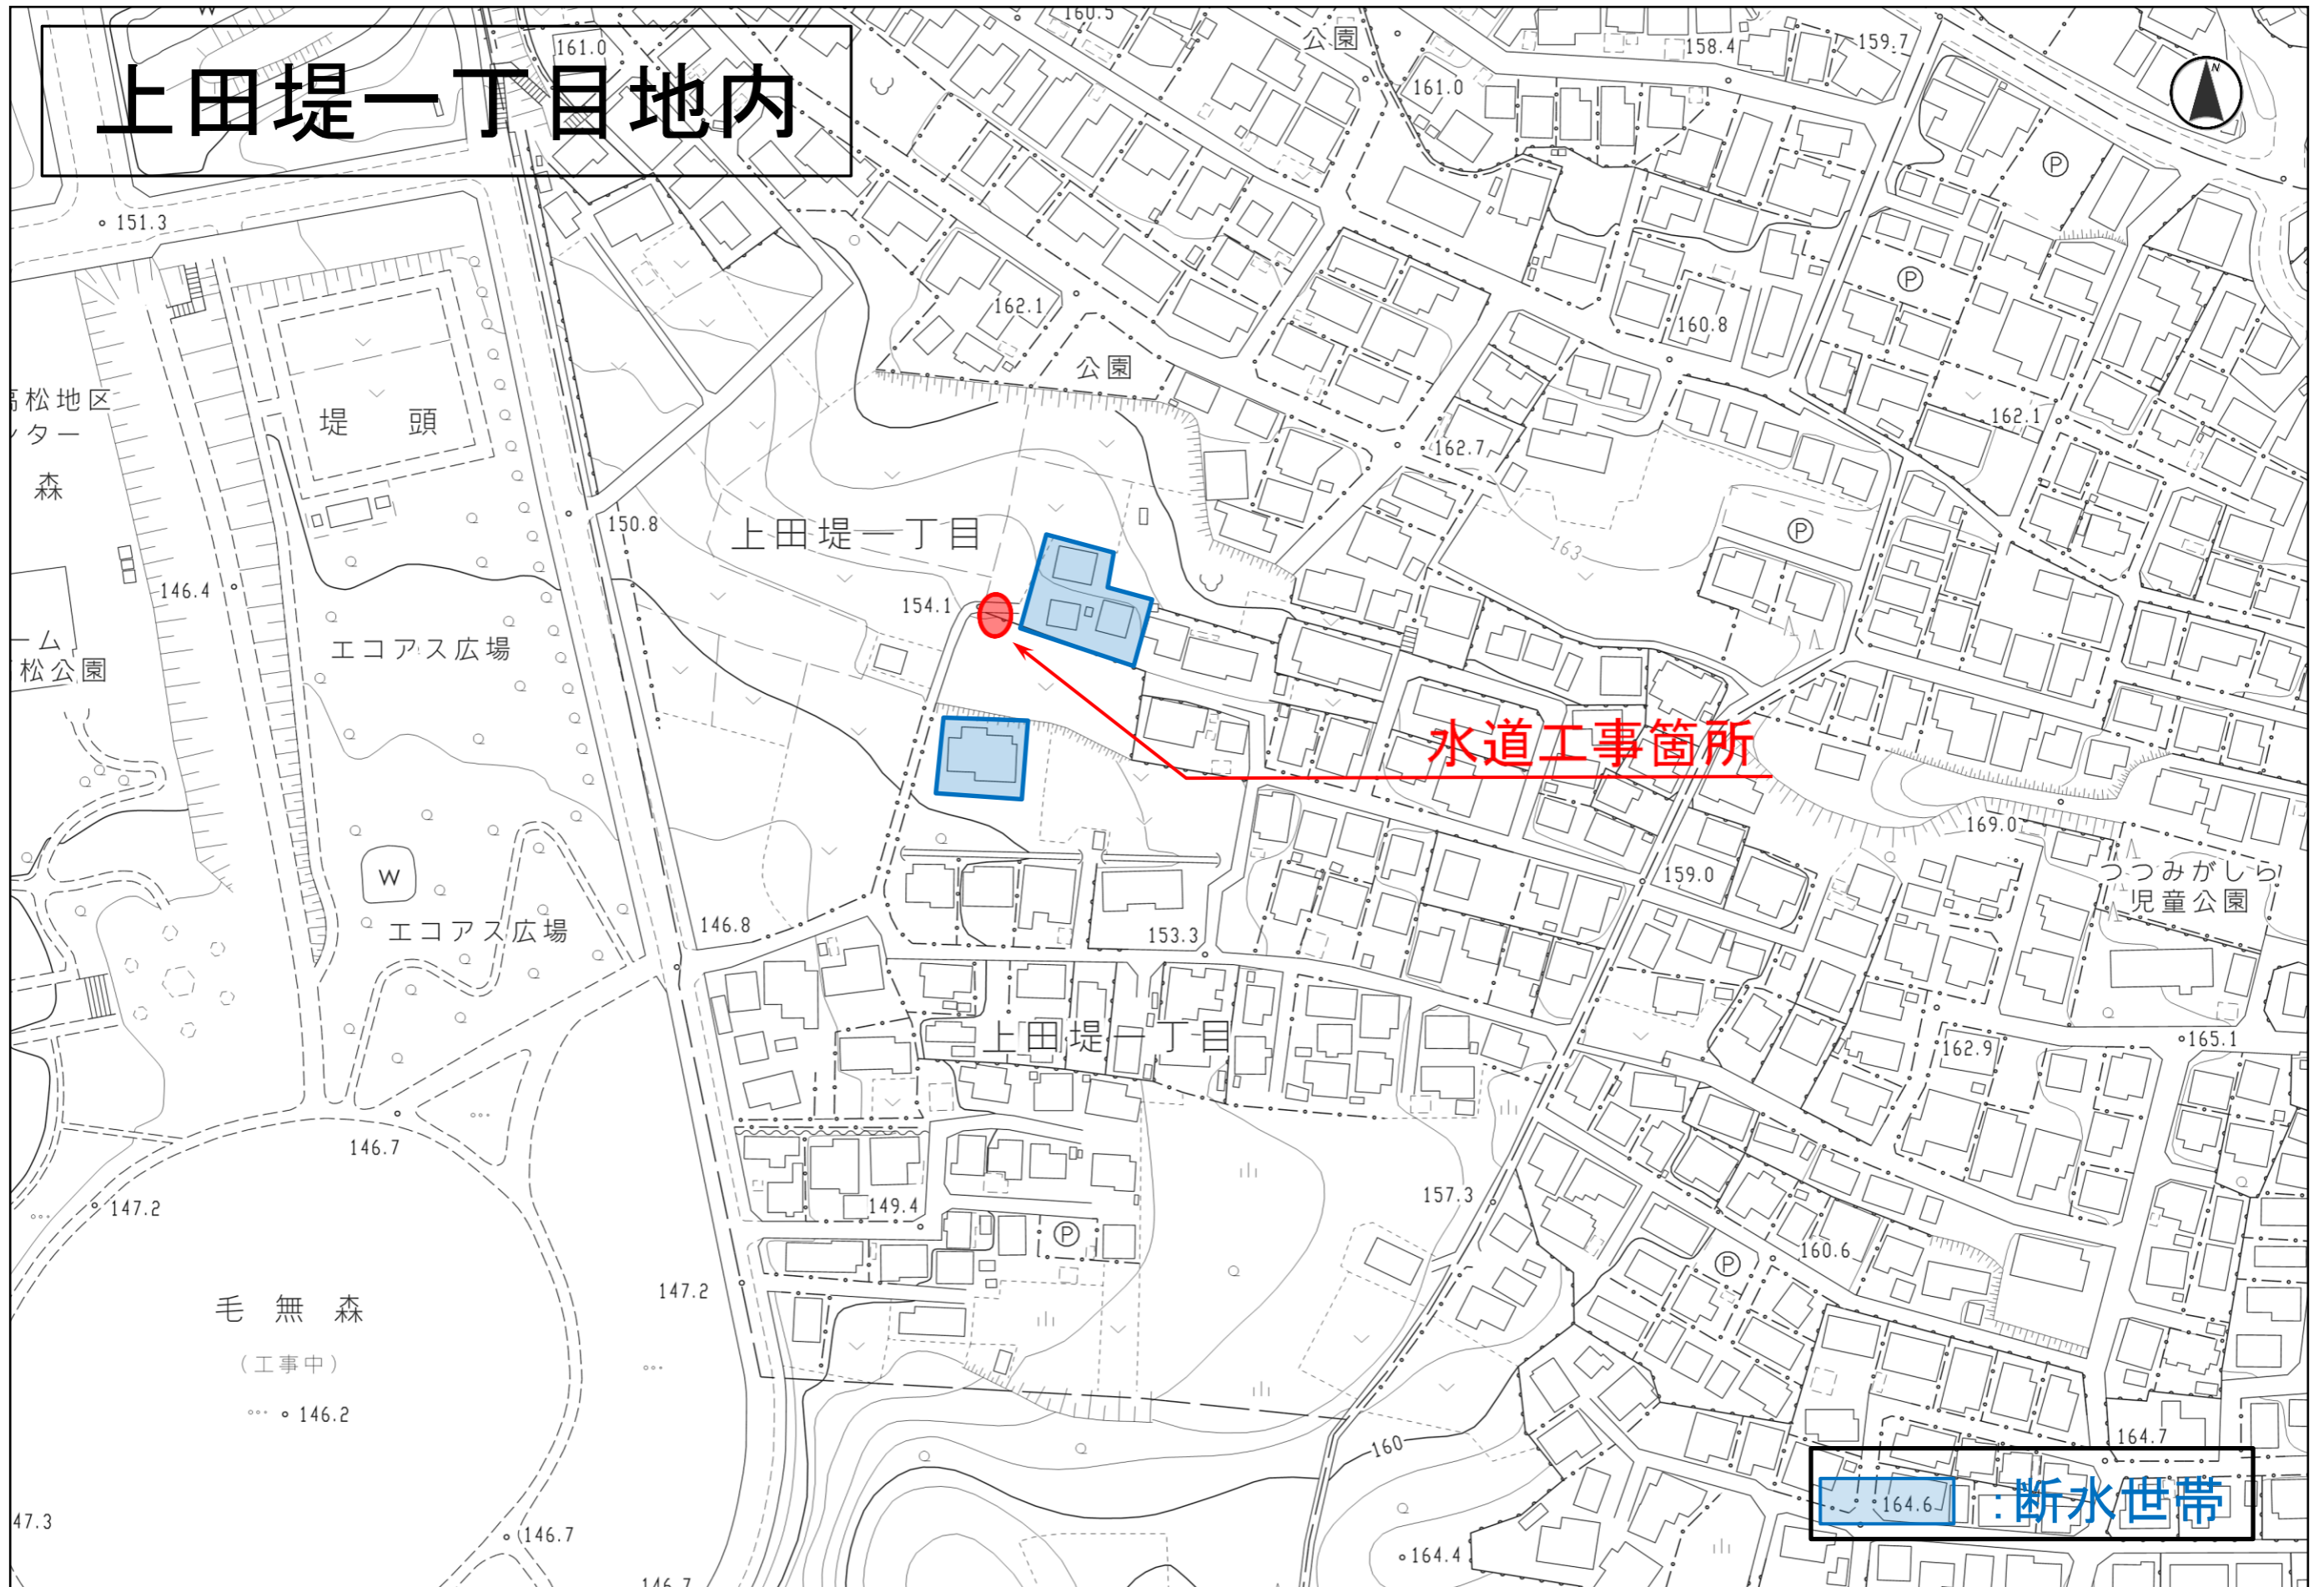 上田堤一丁目地内
N
W
161.0
160.5
公園
158.4
159.7
161.0
151.3
P
P
162.1
160.8
公園
堤 頭
高松地区
ンター
森
162.1
162.7
163
P
150.8
上田堤一丁目
146.4
154.1
エコアス広場
ーム
松公園
水道工事箇所
169.0
つつみがしら
児童公園
159.0
W
エコアス広場
146.8
153.3
上田堤一丁目
162.9
165.1
146.7
147.2
149.4
157.3
P
P
160.6
147.2
毛無森
(工事中)
146.2
160
164.7
164.6
:断水世帯
47.3
146.7
164.4
146.7